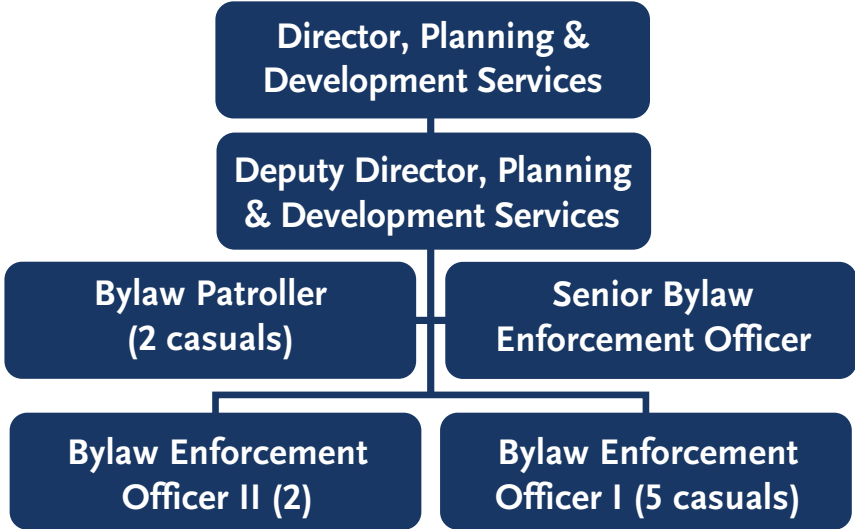 Director, Planning &
Development Services
Deputy Director, Planning
& Development Services
Bylaw Patroller
(2 casuals)
Senior Bylaw
Enforcement Officer
Bylaw Enforcement
Officer II (2)
Bylaw Enforcement
Officer I (5 casuals)